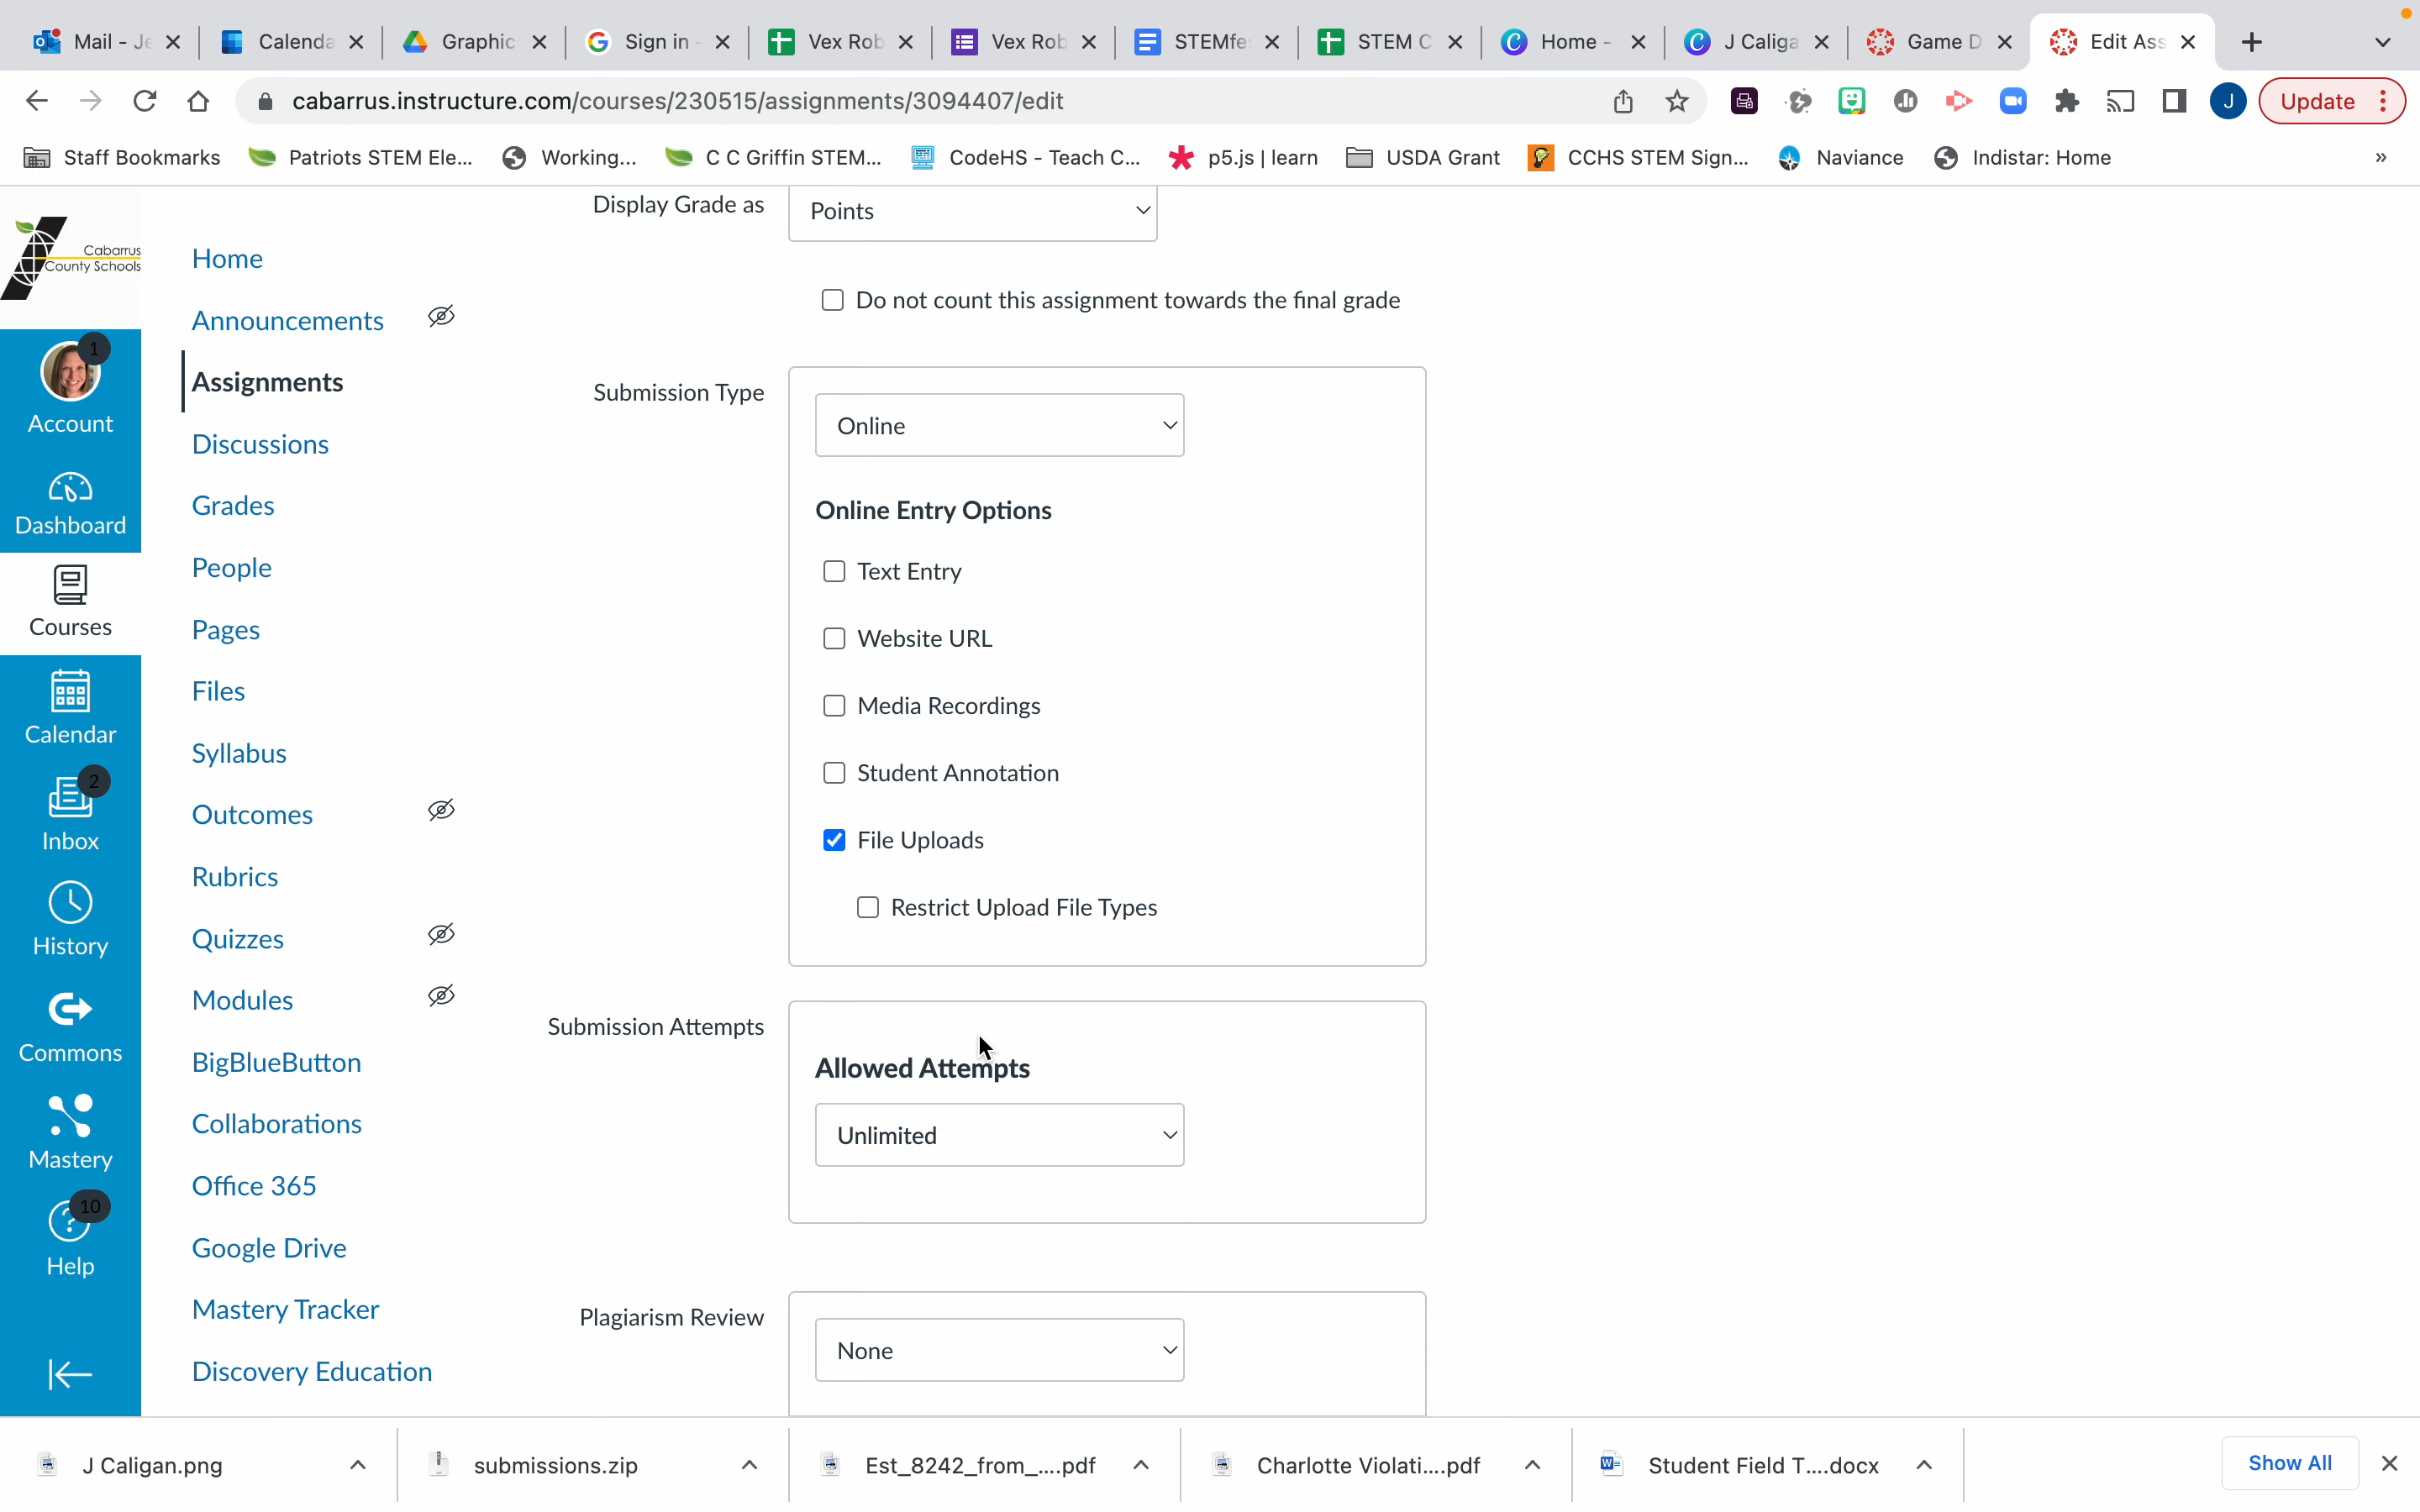 Mail - Je
Calenda
Graphic
Sign in -
Vex Rob
Vex Rob
STEMfe
STEM C
Home -
J Caliga
Game D
Edit Ass
cabarrus.instructure.com/courses/230515/assignments/3094407/edit
J
Update
Staff Bookmarks
Patriots STEM Ele...
Working...
C C Griffin STEM...
CodeHS - Teach C...
p5.js | learn
USDA Grant
CCHS STEM Sign...
Naviance
Indistar: Home
»
Cabarrus
County Schools
1
Account
Dashboard
Courses
Calendar
2
Inbox
History
Commons
Mastery
10
Help
Home
Announcements
Assignments
Discussions
Grades
People
Pages
Files
Syllabus
Outcomes
Rubrics
Quizzes
Modules
BigBlueButton
Collaborations
Office 365
Google Drive
Mastery Tracker
Discovery Education
Display Grade as
Points
Do not count this assignment towards the final grade
Submission Type
Online
Online Entry Options
Text Entry
Website URL
Media Recordings
Student Annotation
File Uploads
Restrict Upload File Types
Submission Attempts
Allowed Attempts
Unlimited
Plagiarism Review
None
J Caligan.png
submissions.zip
Est_8242_from_....pdf
Charlotte Violati....pdf
Student Field T....docx
Show All